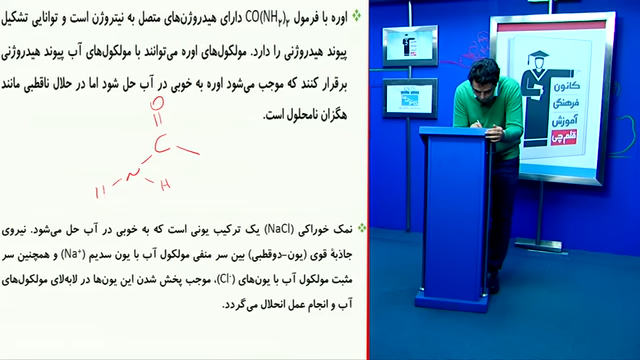 اوره با فرمول CO(NH₂)₂ دارای هیدروژن‌های متصل به نیتروژن است و توانایی تشکیل
پیوند هیدروژنی را دارد. مولکول‌های اوره می‌توانند با مولکول‌های آب پیوند هیدروژنی
برقرار کنند که موجب می‌شود اوره به خوبی در آب حل شود اما در حلال ناقطبی مانند
هگزان نامحلول است.
O
C
H N H
نمک خوراکی (NaCl) یک ترکیب یونی است که به خوبی در آب حل می‌شود. نیروی
جاذبهٔ قوی (یون–دوقطبی) بین سر منفی مولکول آب با یون سدیم (Na⁺) و همچنین سر
مثبت مولکول آب با یون‌های (Cl⁻)، موجب پخش شدن این یون‌ها در لابه‌لای مولکول‌های
آب و انجام عمل انحلال می‌گردد.
کانون
فرهنگی
آموزش
قلم‌چی